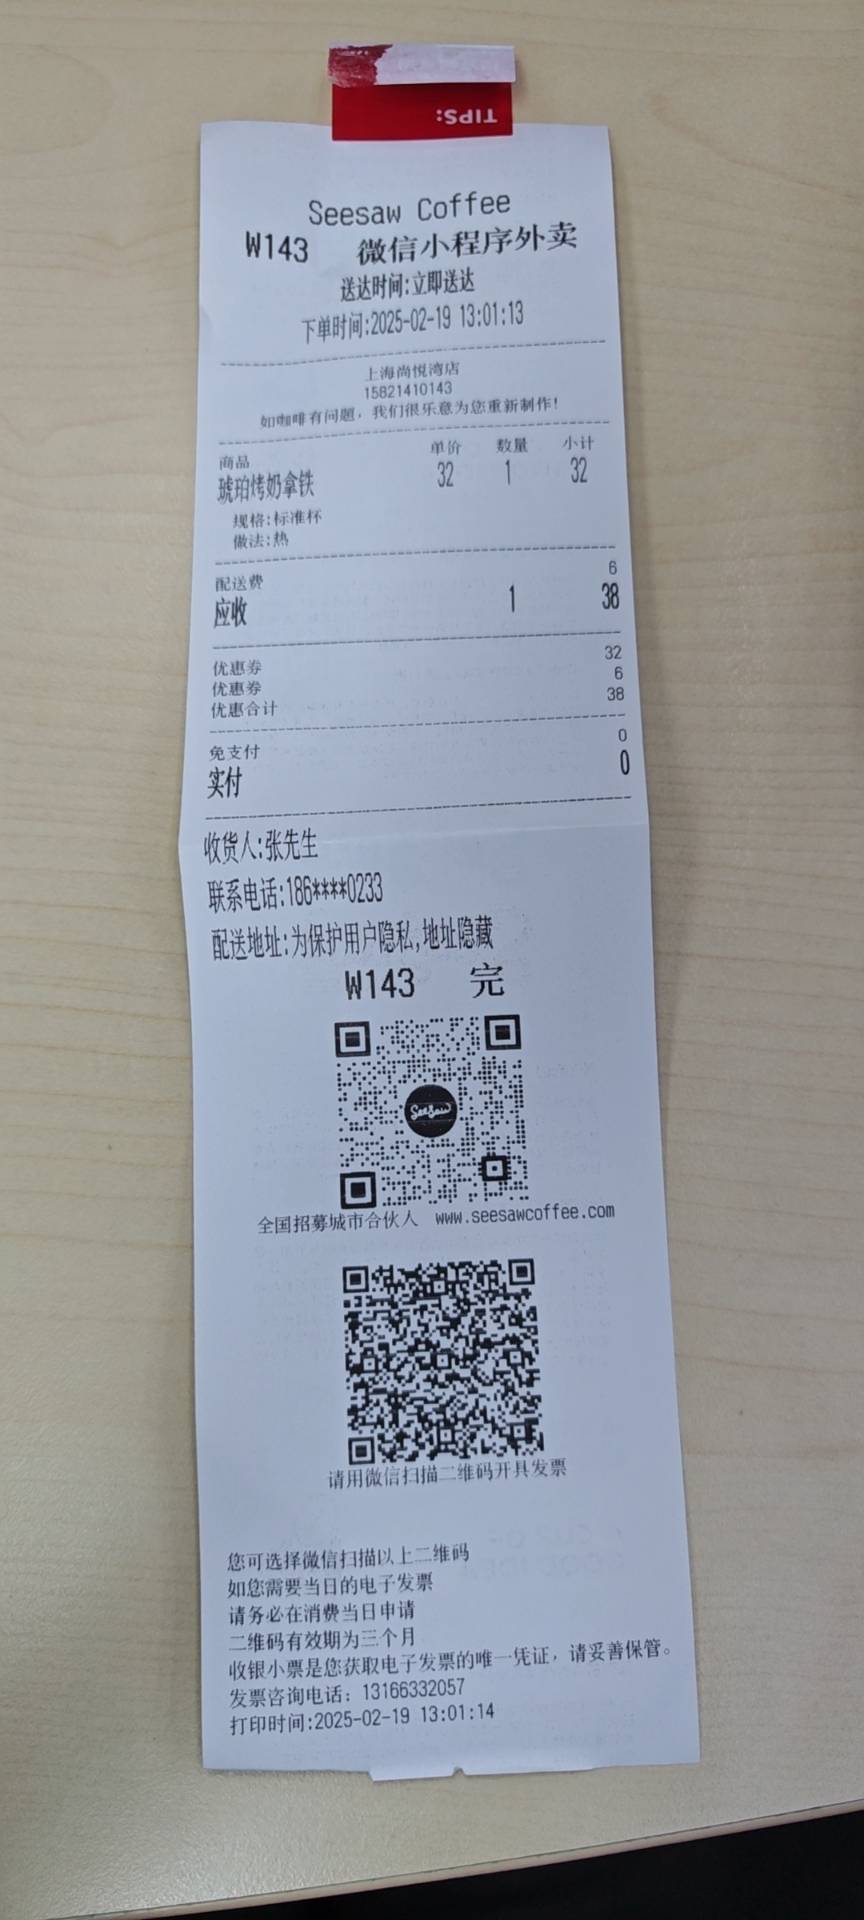 TIPS:
Seesaw Coffee
W143 微信小程序外卖
送达时间:立即送达
下单时间:2025-02-19 13:01:13
上海尚悦湾店
15821410143
如咖啡有问题，我们很乐意为您重新制作！
商品 单价 数量 小计
琥珀烤奶拿铁 32 1 32
规格:标准杯
做法:热
配送费 6
应收 1 38
优惠券 32
优惠券 6
优惠合计 38
免支付 0
实付 0
收货人:张先生
联系电话:186****0233
配送地址:为保护用户隐私,地址隐藏
W143 完
SeeSaw
全国招募城市合伙人 www.seesawcoffee.com
请用微信扫描二维码开具发票
您可选择微信扫描以上二维码
如您需要当日的电子发票
请务必在消费当日申请
二维码有效期为三个月
收银小票是您获取电子发票的唯一凭证，请妥善保管。
发票咨询电话：13166332057
打印时间:2025-02-19 13:01:14